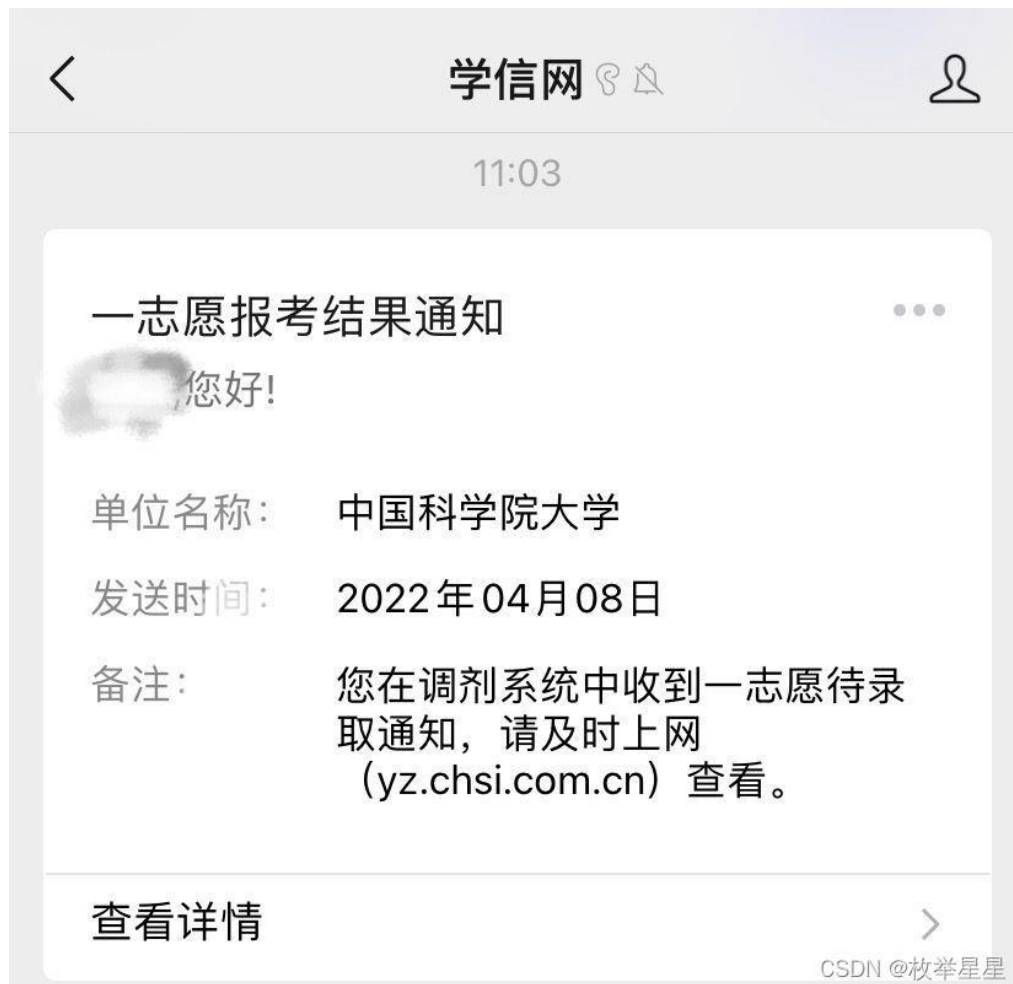 学信网
11:03
一志愿报考结果通知
您好!
单位名称： 中国科学院大学
发送时间： 2022年04月08日
备注： 您在调剂系统中收到一志愿待录
取通知，请及时上网
（yz.chsi.com.cn）查看。
查看详情
CSDN @枚举星星